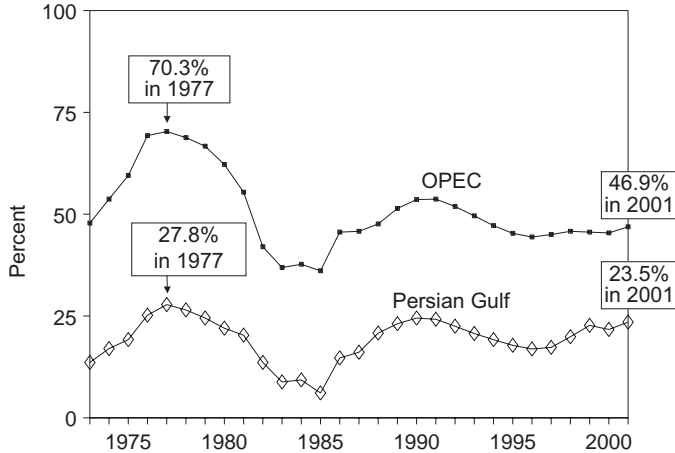 100
70.3%
in 1977
75
OPEC
46.9%
in 2001
Percent
50
27.8%
in 1977
23.5%
in 2001
Persian Gulf
25
0
1975 1980 1985 1990 1995 2000